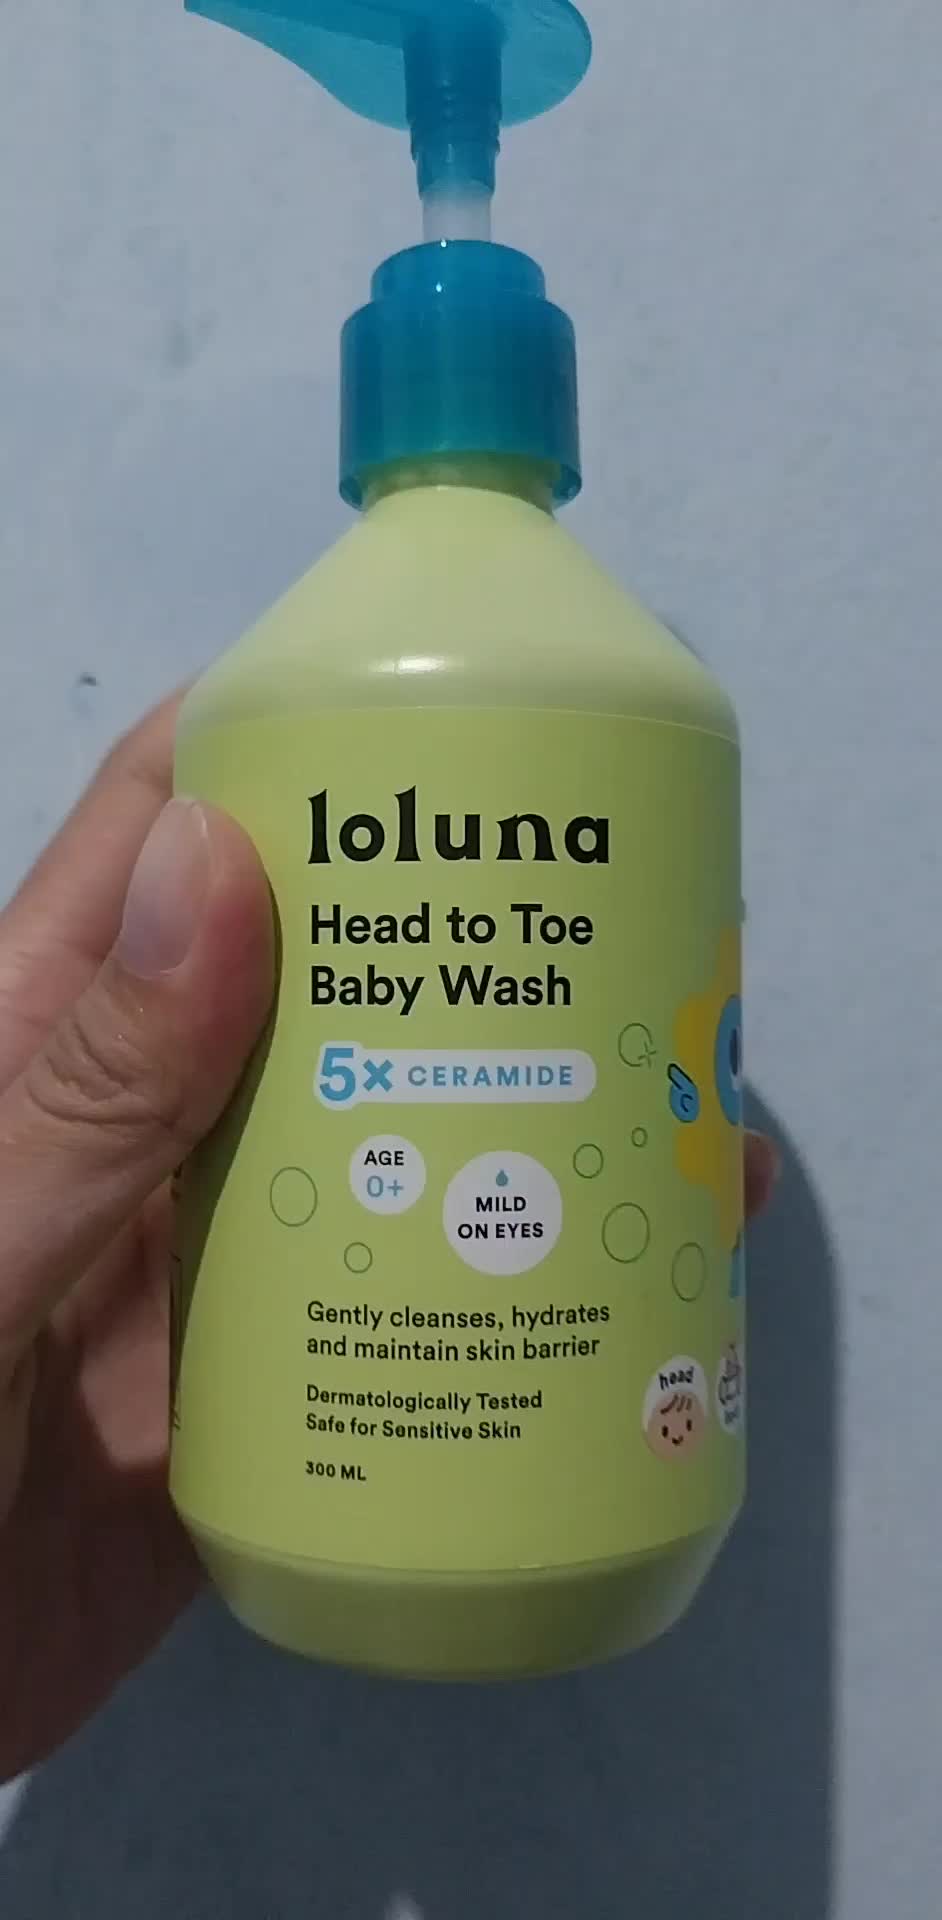 loluna
Head to Toe
Baby Wash
5x CERAMIDE
AGE
0+
MILD
ON EYES
Gently cleanses, hydrates
and maintain skin barrier
Dermatologically Tested
Safe for Sensitive Skin
300 ML
head